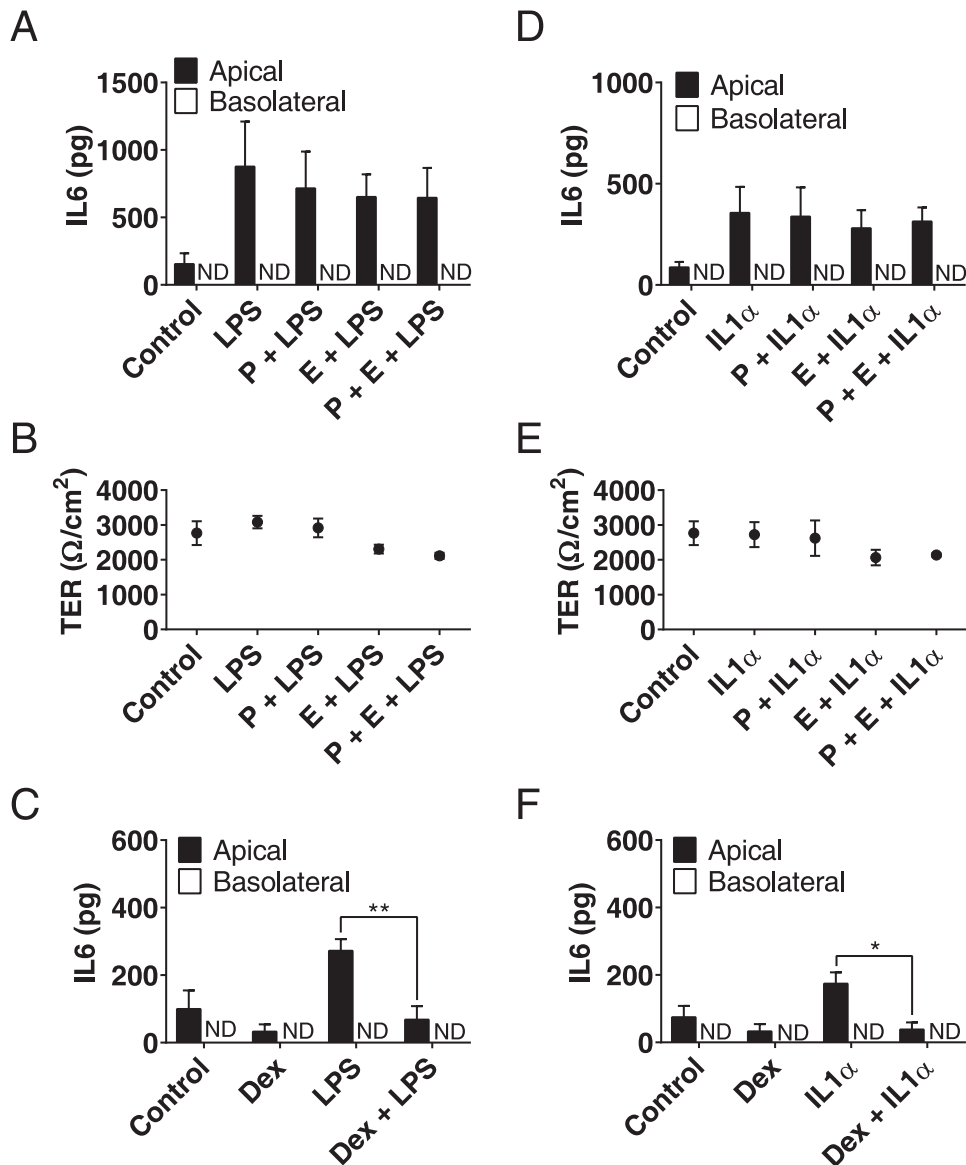 A
Apical
Basolateral
IL6 (pg)
1500
1000
500
0
ND ND ND ND ND
Control LPS P + LPS E + LPS P + E + LPS
D
Apical
Basolateral
IL6 (pg)
1000
500
0
ND ND ND ND ND
Control IL1α P + IL1α E + IL1α P + E + IL1α
B
TER (Ω/cm²)
4000
3000
2000
1000
0
Control LPS P + LPS E + LPS P + E + LPS
E
TER (Ω/cm²)
4000
3000
2000
1000
0
Control IL1α P + IL1α E + IL1α P + E + IL1α
C
Apical
Basolateral
IL6 (pg)
600
400
200
0
**
ND ND ND ND
Control Dex LPS Dex + LPS
F
Apical
Basolateral
IL6 (pg)
600
400
200
0
*
ND ND ND ND
Control Dex IL1α Dex + IL1α